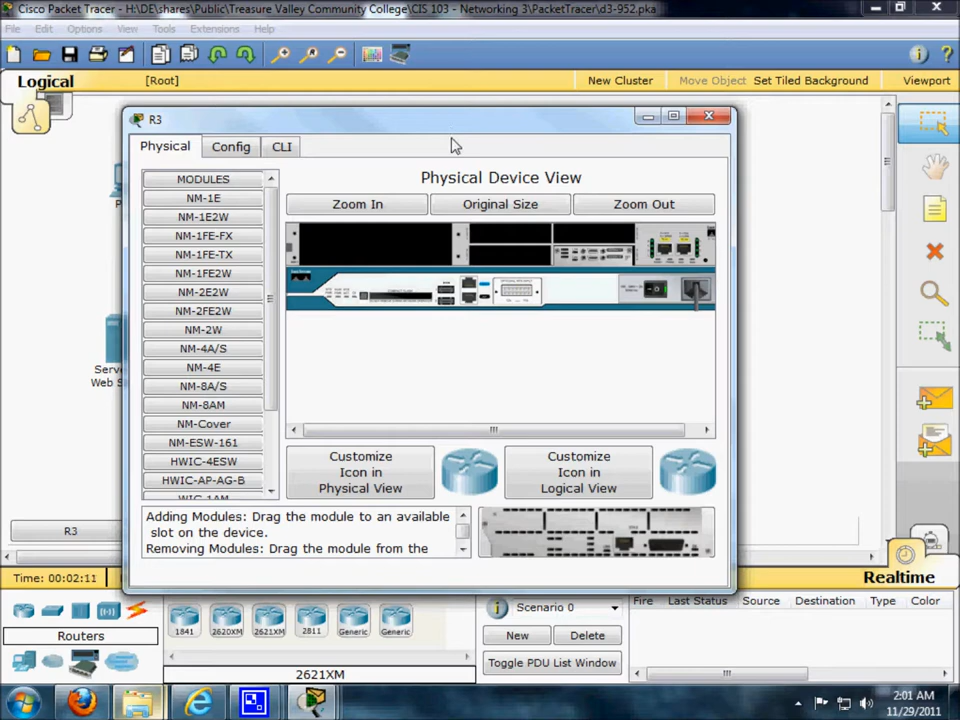 Cisco Packet Tracer - H:\DE\shares\Public\Treasure Valley Community College\CIS 103 - Networking 3\PacketTracer\d3-952.pka
File Edit Options View Tools Extensions Help
Logical [Root] New Cluster Move Object Set Tiled Background Viewport
R3
Physical Config CLI
MODULES
NM-1E
NM-1E2W
NM-1FE-FX
NM-1FE-TX
NM-1FE2W
NM-2E2W
NM-2FE2W
NM-2W
NM-4A/S
NM-4E
NM-8A/S
NM-8AM
NM-Cover
NM-ESW-161
HWIC-4ESW
HWIC-AP-AG-B
WIC-1AM
Physical Device View
Zoom In Original Size Zoom Out
Customize
Icon in
Physical View
Customize
Icon in
Logical View
Adding Modules: Drag the module to an available
slot on the device.
Removing Modules: Drag the module from the
Serve
Web S
R3
Time: 00:02:11
Realtime
Routers
1841 2620XM 2621XM 2811 Generic Generic
2621XM
Scenario 0
New Delete
Toggle PDU List Window
Fire Last Status Source Destination Type Color
2:01 AM
11/29/2011